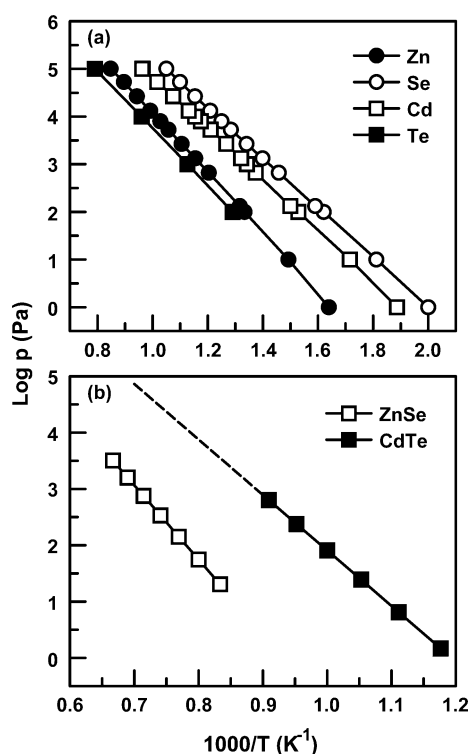 6
(a)
5
Zn
Se
4
Cd
Te
3
2
1
0
0.8 1.0 1.2 1.4 1.6 1.8 2.0
Log p (Pa)
5
(b)
ZnSe
4
CdTe
3
2
1
0
0.6 0.7 0.8 0.9 1.0 1.1 1.2
1000/T (K⁻¹)